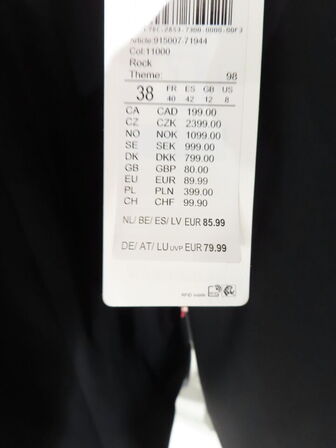 Article:915007-71944
Col:11000
Rock
Theme: 98
38 FR ES GB US
40 42 12 8
CA CAD 199.00
CZ CZK 2399.00
NO NOK 1099.00
SE SEK 999.00
DK DKK 799.00
GB GBP 80.00
EU EUR 89.99
PL PLN 399.00
CH CHF 99.90
NL/ BE/ ES/ LV EUR 85.99
DE/ AT/ LU UVP EUR 79.99
RFID inside